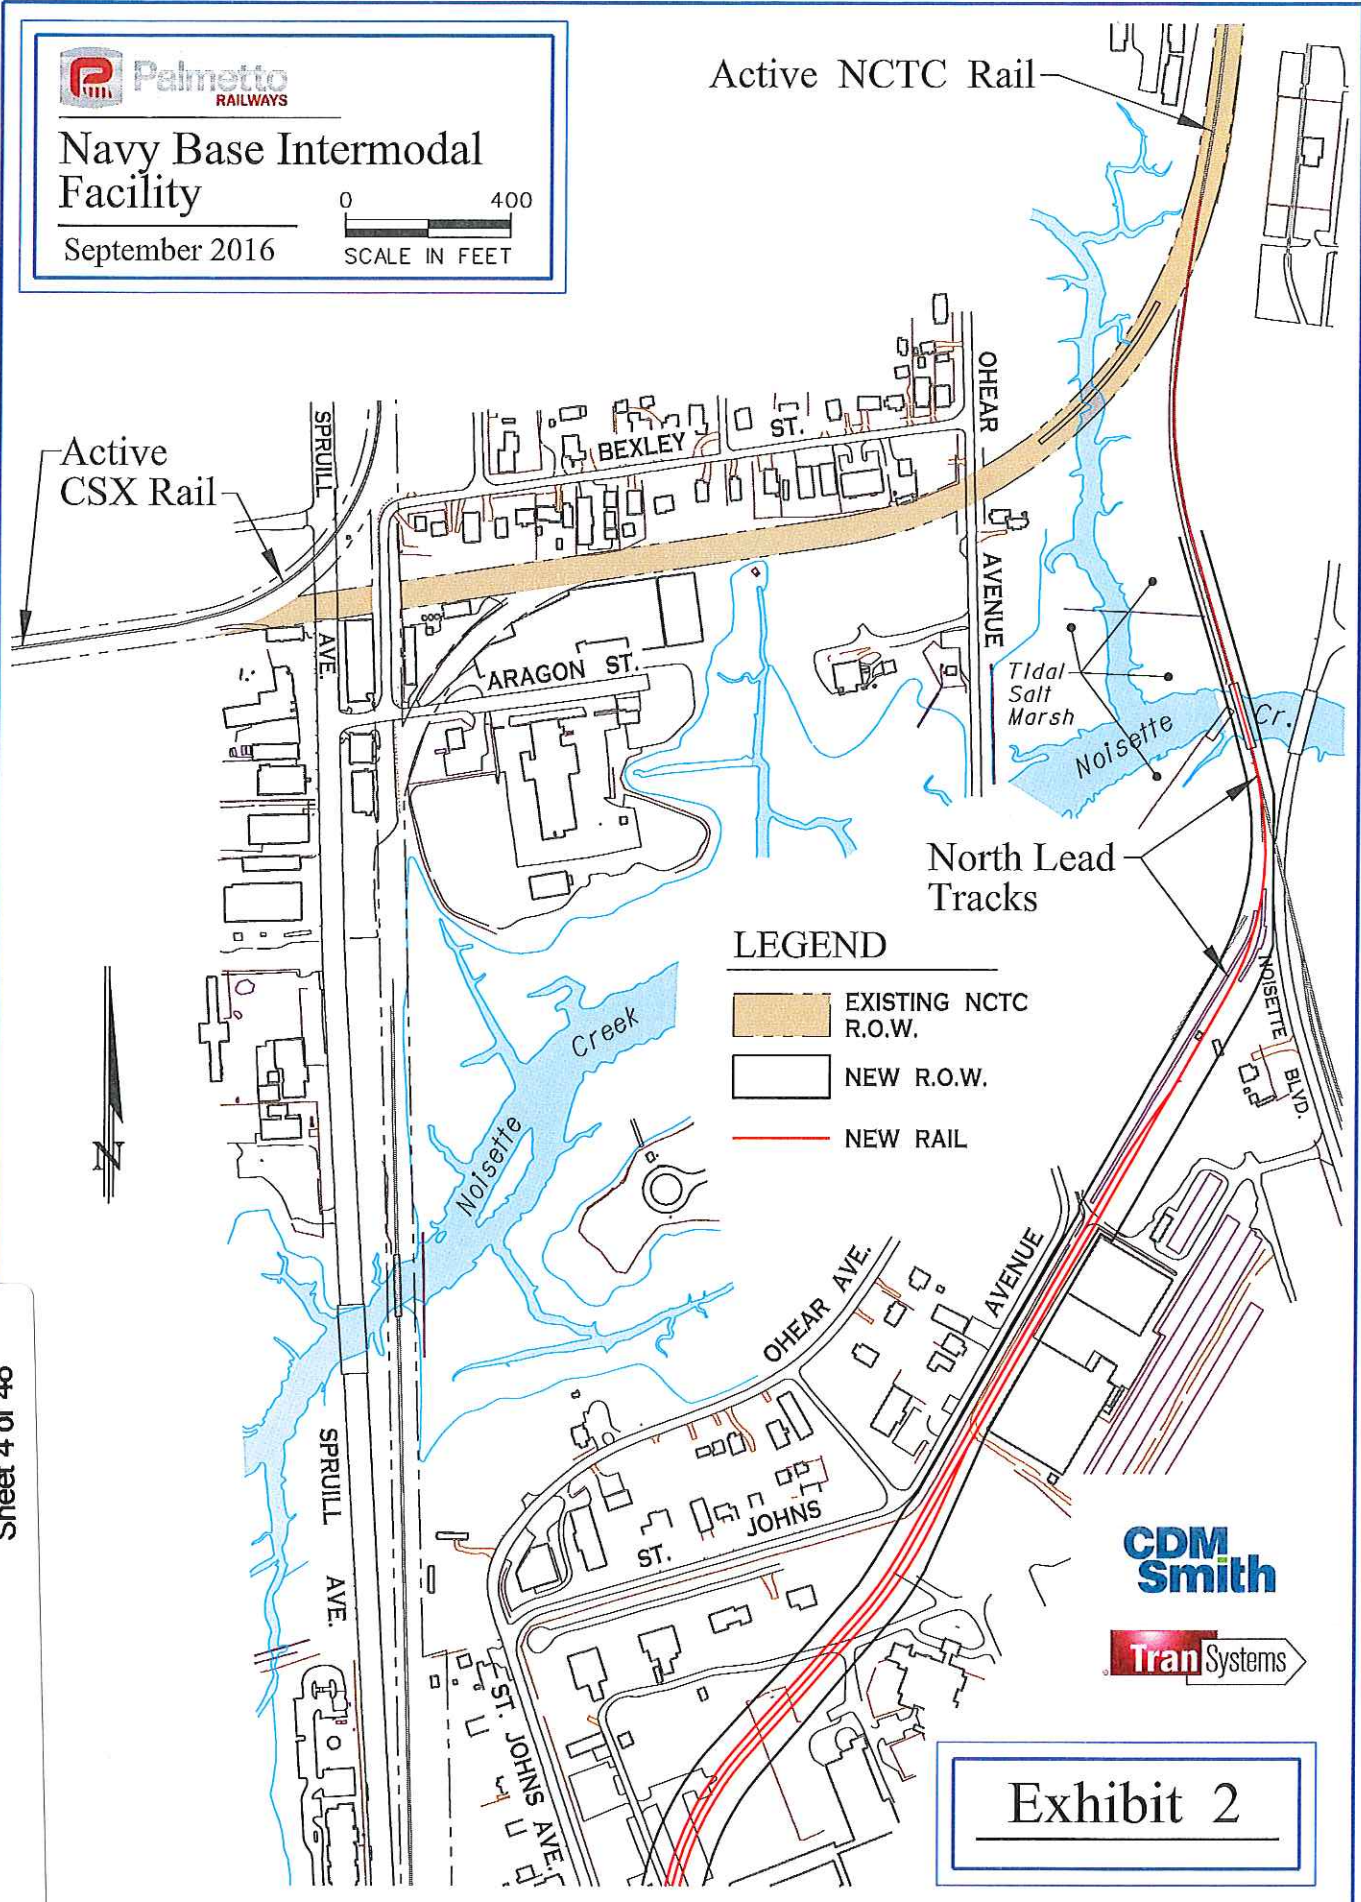 Palmetto
RAILWAYS
Navy Base Intermodal
Facility
September 2016
0 400
SCALE IN FEET
Active NCTC Rail
Active
CSX Rail
SPRUILL
AVE.
BEXLEY ST.
OHEAR
AVENUE
ARAGON ST.
Tidal
Salt
Marsh
Noisette Cr.
North Lead
Tracks
NOISETTE BLVD.
LEGEND
EXISTING NCTC
R.O.W.
NEW R.O.W.
NEW RAIL
Noisette Creek
N
OHEAR AVE.
AVENUE
ST. JOHNS
SPRUILL AVE.
ST. JOHNS AVE.
Sheet 4 of 48
CDM
Smith
TranSystems
Exhibit 2